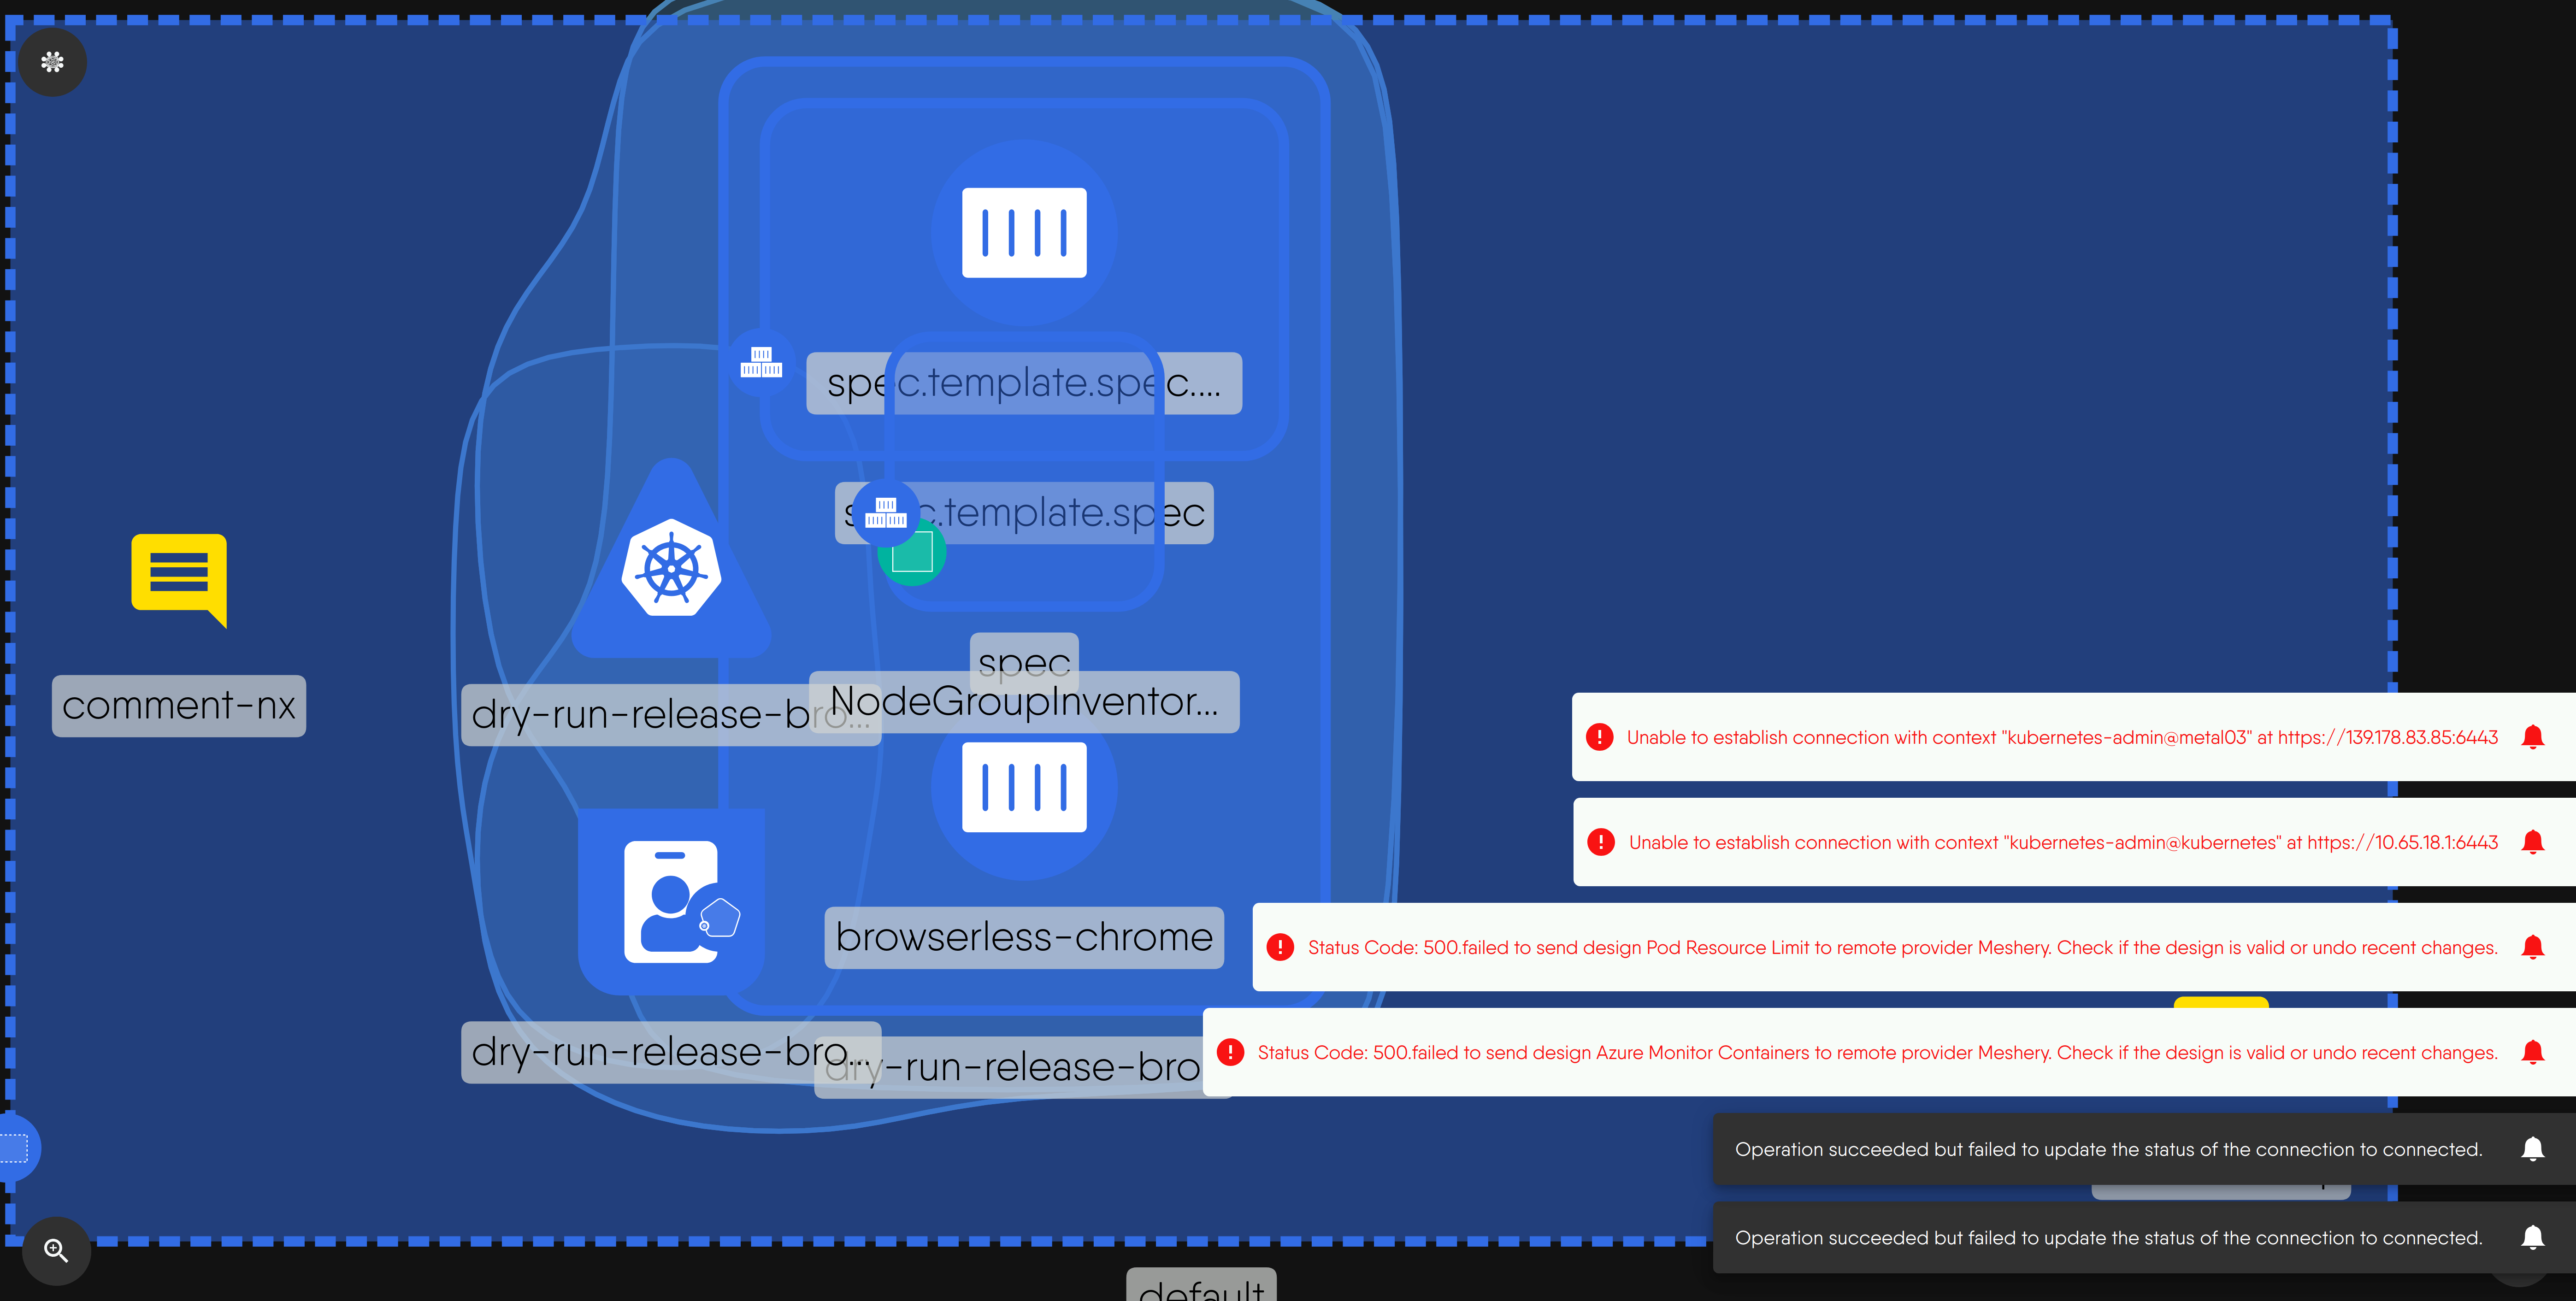 spec.template.spec....
spec.template.spec
spec
NodeGroupInventor...
comment-nx
dry-run-release-bro...
browserless-chrome
dry-run-release-bro...
dry-run-release-bro
Unable to establish connection with context "kubernetes-admin@metal03" at https://139.178.83.85:6443
Unable to establish connection with context "kubernetes-admin@kubernetes" at https://10.65.18.1:6443
Status Code: 500.failed to send design Pod Resource Limit to remote provider Meshery. Check if the design is valid or undo recent changes.
Status Code: 500.failed to send design Azure Monitor Containers to remote provider Meshery. Check if the design is valid or undo recent changes.
Operation succeeded but failed to update the status of the connection to connected.
Operation succeeded but failed to update the status of the connection to connected.
default